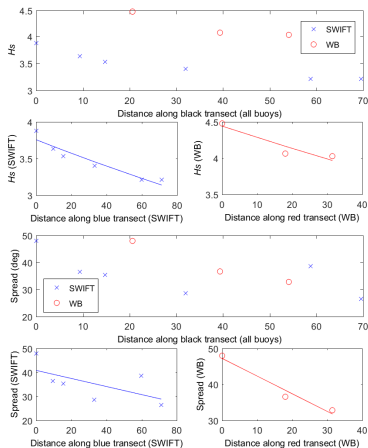 4.5
4
3.5
3
Hs
SWIFT
WB
0 10 20 30 40 50 60 70
Distance along black transect (all buoys)
4
3.5
3
Hs (SWIFT)
0 20 40 60 80
Distance along blue transect (SWIFT)
4.5
4
4.5
Hs (WB)
0 10 20 30 40
Distance along red transect (WB)
50
40
30
20
Spread (deg)
SWIFT
WB
0 10 20 30 40 50 60 70
Distance along black transect (all buoys)
50
40
30
20
Spread (SWIFT)
0 20 40 60 80
Distance along blue transect (SWIFT)
50
40
30
Spread (WB)
0 10 20 30 40
Distance along red transect (WB)